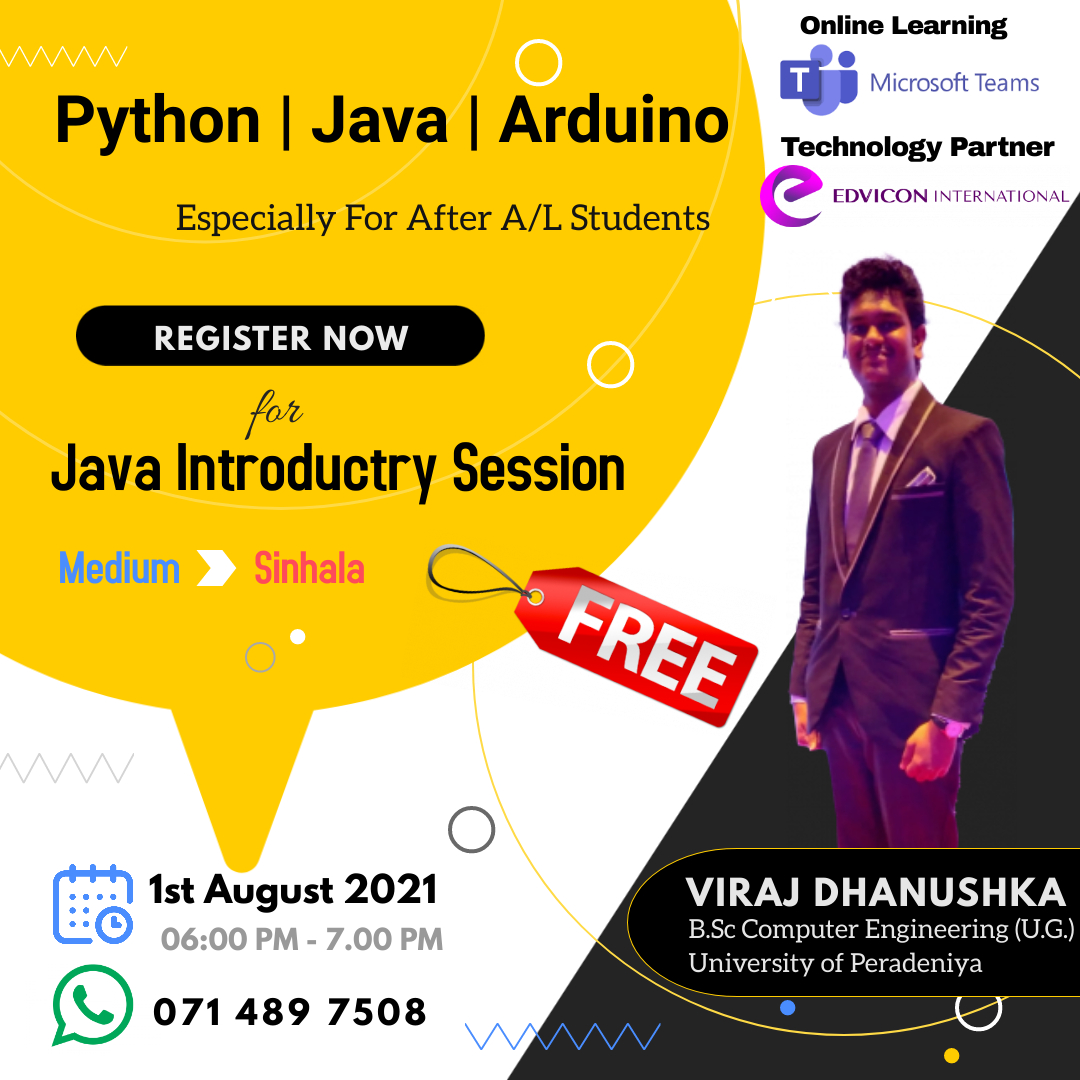 Online Learning
T
Microsoft Teams
Technology Partner
EDVICON INTERNATIONAL
Python | Java | Arduino
Especially For After A/L Students
REGISTER NOW
for
Java Introductry Session
Medium Sinhala
FREE
1st August 2021
06:00 PM - 7.00 PM
071 489 7508
VIRAJ DHANUSHKA
B.Sc Computer Engineering (U.G.)
University of Peradeniya